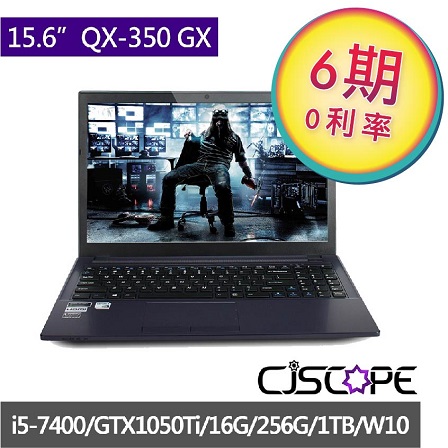 15.6” QX-350 GX
6期
0利率
CJSCOPE
i5-7400/GTX1050Ti/16G/256G/1TB/W10